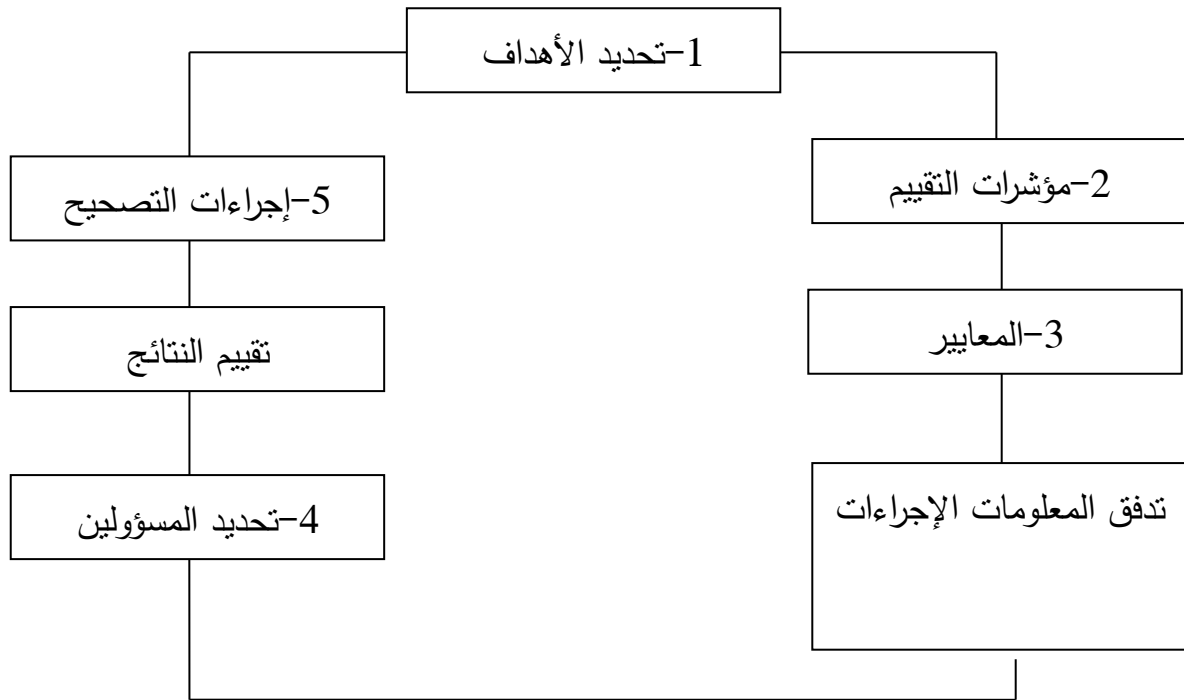 1-تحديد الأهداف
2-مؤشرات التقييم
3-المعايير
تدفق المعلومات الإجراءات
4-تحديد المسؤولين
تقييم النتائج
5-إجراءات التصحيح